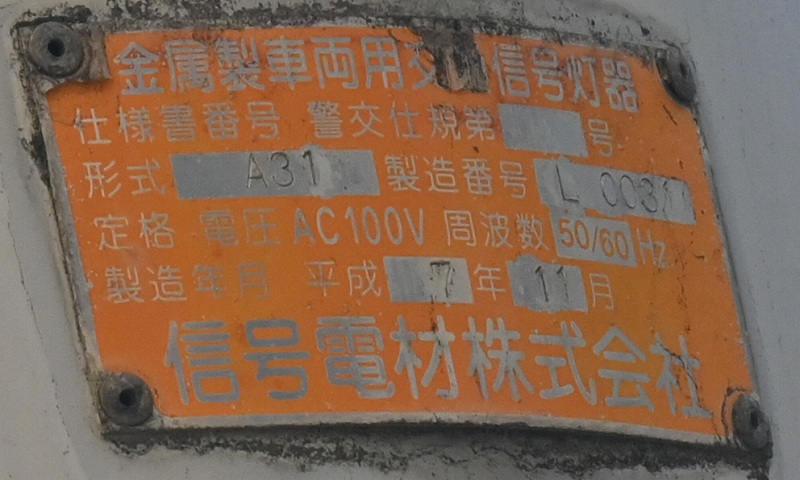 金属製車両用交 信号灯器
仕様書番号 警交仕規第 号
形式 A31 製造番号 L 0031
定格 電圧 AC100V 周波数 50/60 Hz
製造年月 平成 7 年 11 月
信号電材株式会社